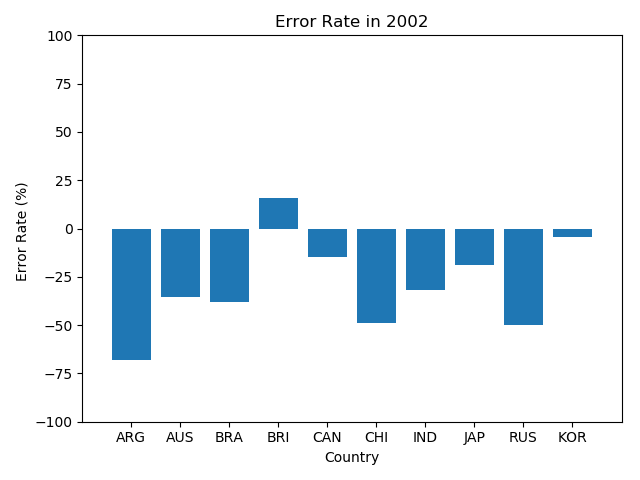 Error Rate in 2002
Error Rate (%)
100
75
50
25
0
−25
−50
−75
−100
ARG AUS BRA BRI CAN CHI IND JAP RUS KOR
Country